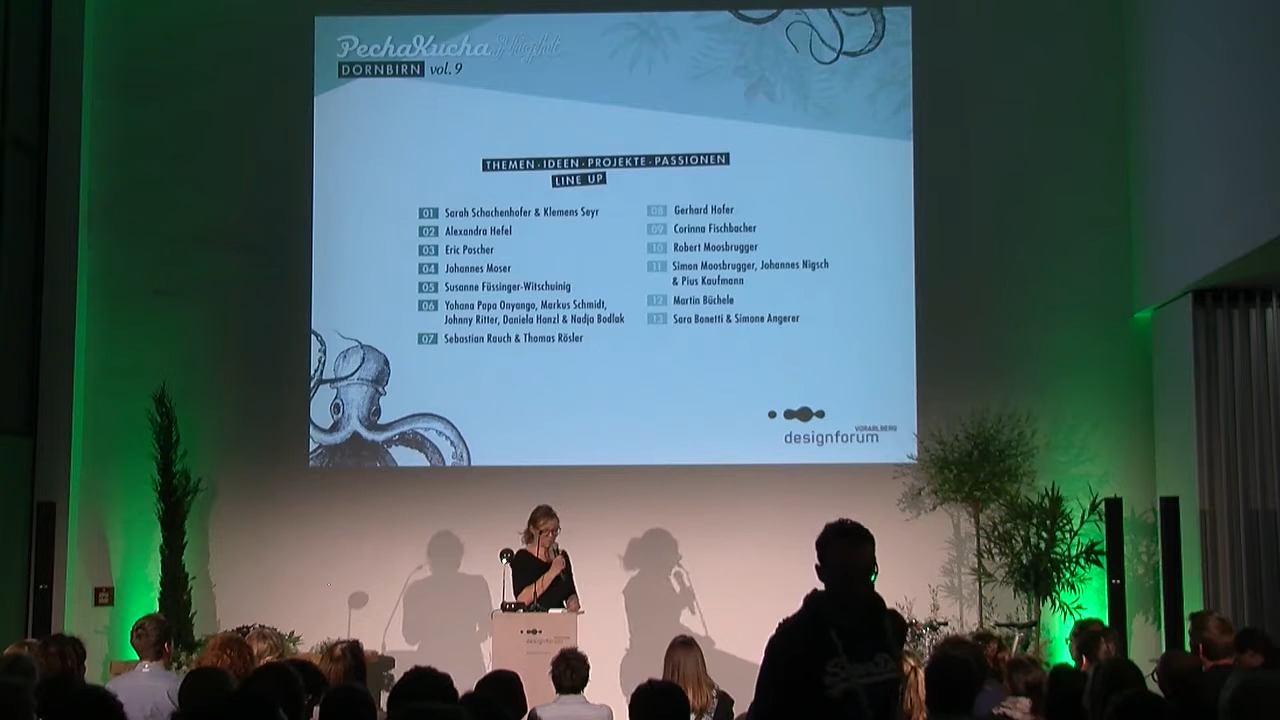 PechaKucha Night
DORNBIRN vol. 9
THEMEN · IDEEN · PROJEKTE · PASSIONEN
LINE UP
01 Sarah Schachenhofer & Klemens Seyr
02 Alexandra Hefel
03 Eric Poscher
04 Johannes Moser
05 Susanne Füssinger-Witschuinig
06 Yohana Papa Onyango, Markus Schmidt,
Johnny Ritter, Daniela Hanzl & Nadja Bodlak
07 Sebastian Rauch & Thomas Rösler
08 Gerhard Hofer
09 Corinna Fischbacher
10 Robert Moosbrugger
11 Simon Moosbrugger, Johannes Nigsch
& Pius Kaufmann
12 Martin Büchele
13 Sara Bonetti & Simone Angerer
VORARLBERG
designforum
designforum